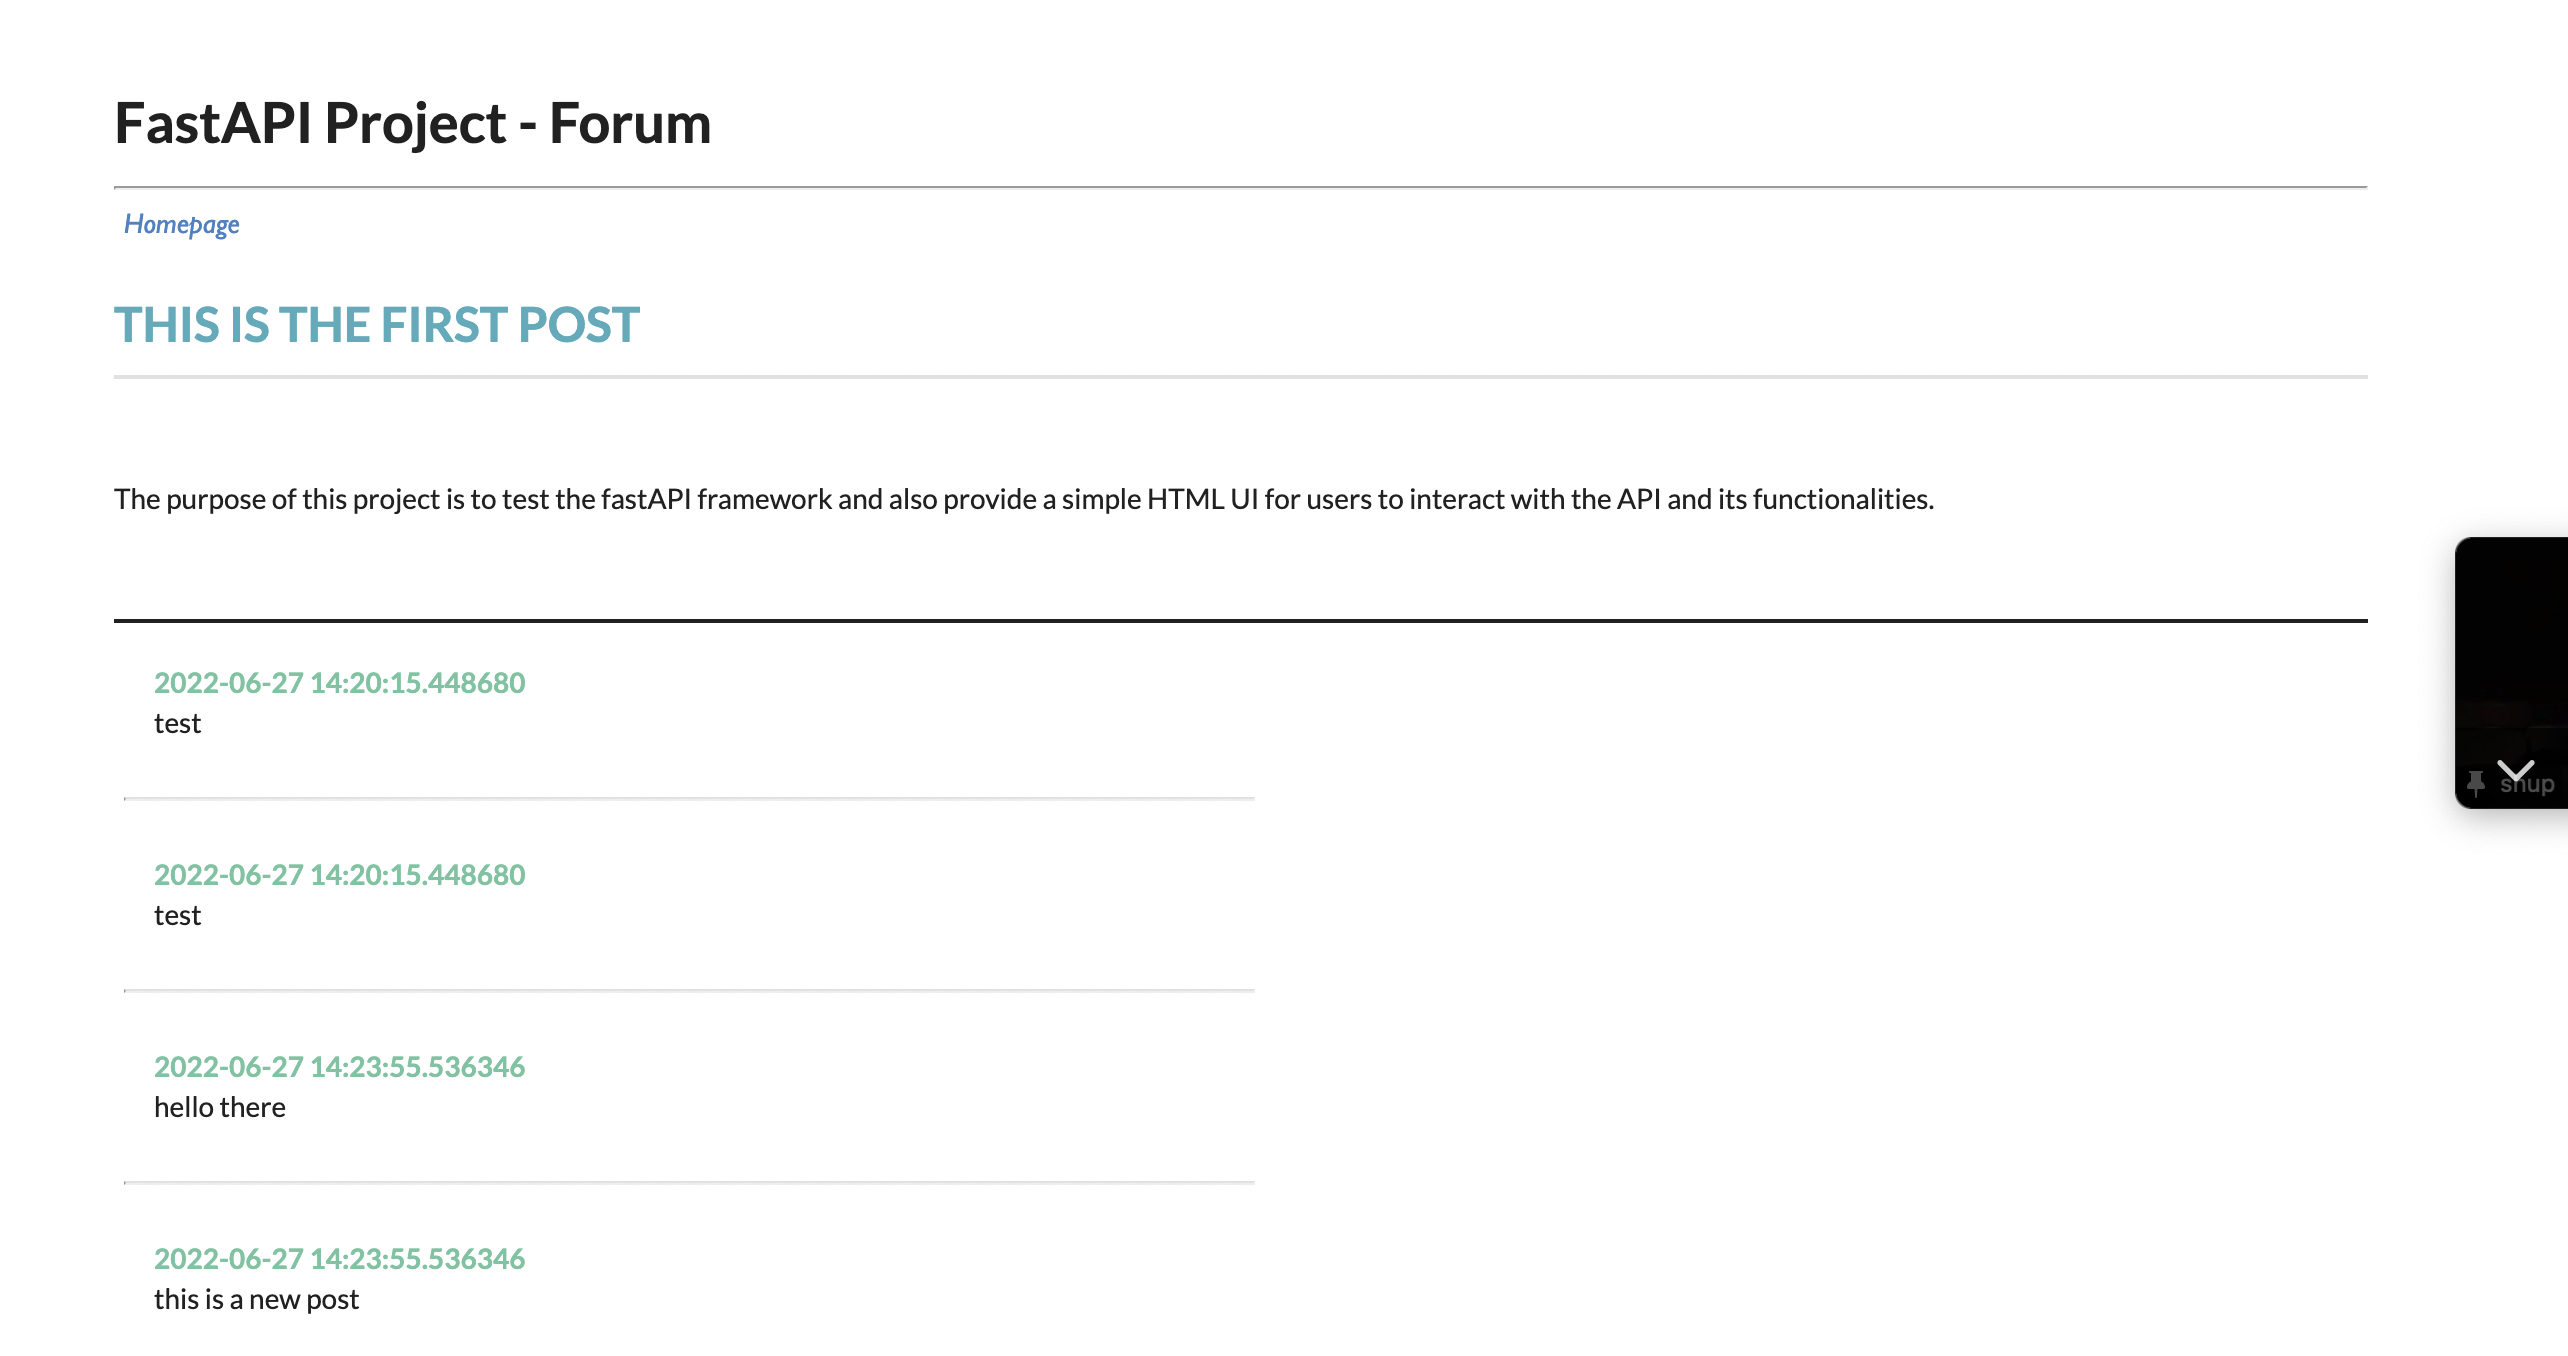 FastAPI Project - Forum
Homepage
THIS IS THE FIRST POST
The purpose of this project is to test the fastAPI framework and also provide a simple HTML UI for users to interact with the API and its functionalities.
2022-06-27 14:20:15.448680
test
2022-06-27 14:20:15.448680
test
snup
2022-06-27 14:23:55.536346
hello there
2022-06-27 14:23:55.536346
this is a new post